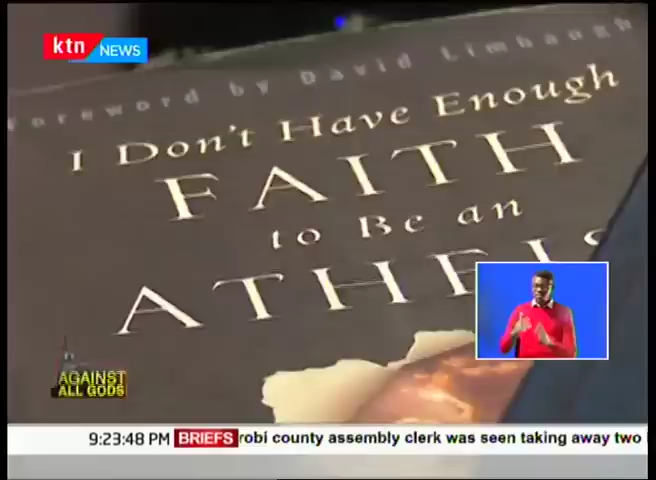 ktn NEWS
Foreword by David Limbaugh
I Don't Have Enough
FAITH
to Be an
ATHEIS
AGAINST
ALL GODS
9:23:48 PM BRIEFS robi county assembly clerk was seen taking away two